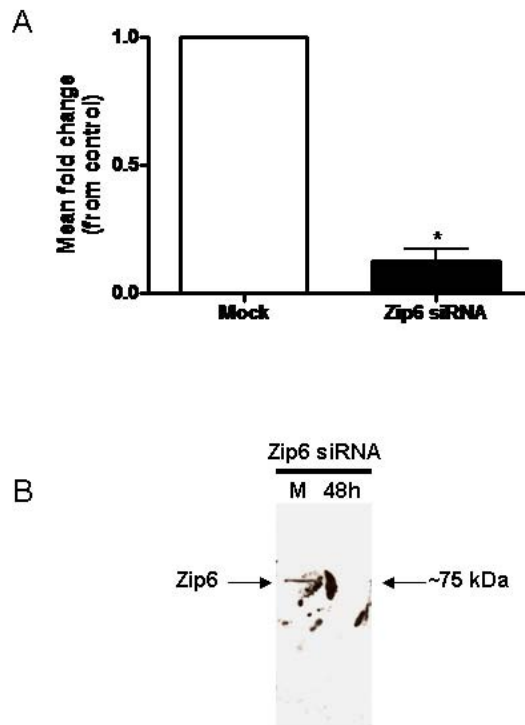 A
Mean fold change
(from control)
1.0
0.5
0.0
Mock
Zip6 siRNA
*
B
Zip6 siRNA
M 48h
Zip6
~75 kDa